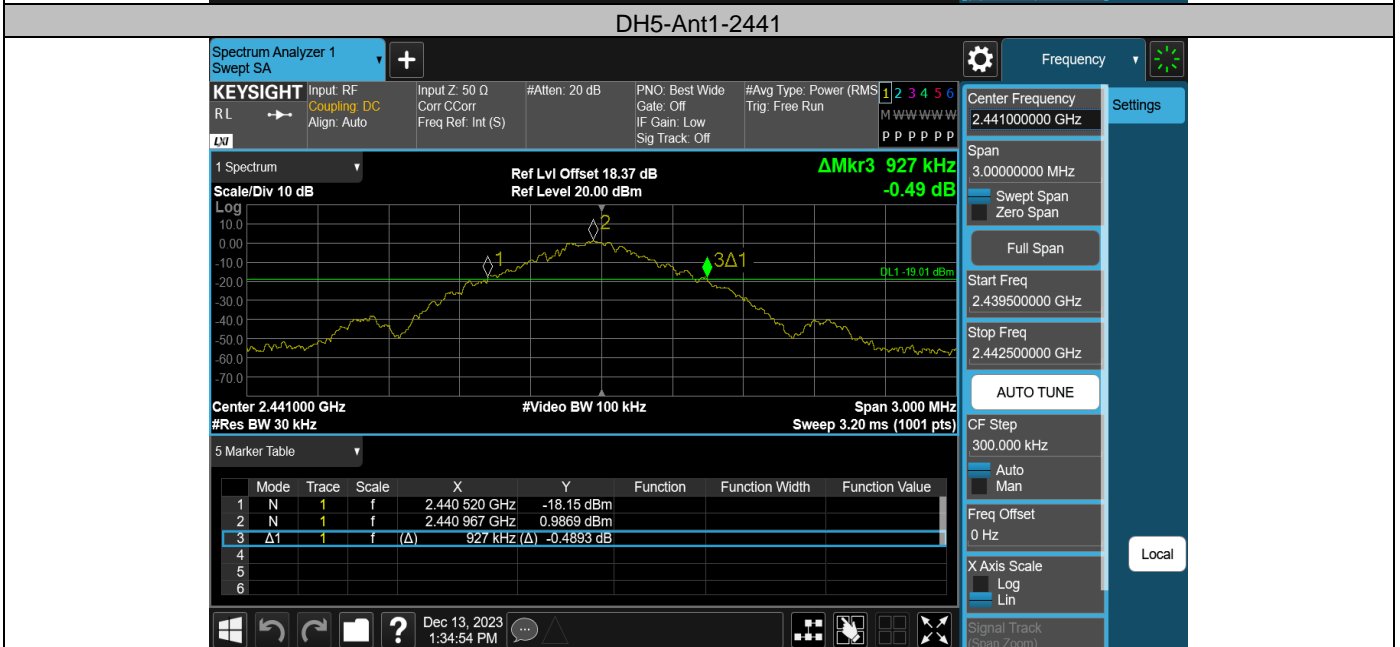 DH5-Ant1-2441
Spectrum Analyzer 1
Swept SA
+
Frequency
KEYSIGHT
RL
LXI
Input: RF
Coupling: DC
Align: Auto
Input Z: 50 Ω
Corr CCorr
Freq Ref: Int (S)
#Atten: 20 dB
PNO: Best Wide
Gate: Off
IF Gain: Low
Sig Track: Off
#Avg Type: Power (RMS
Trig: Free Run
1 2 3 4 5 6
M W W W W W
P P P P P P
1 Spectrum
Scale/Div 10 dB
Ref Lvl Offset 18.37 dB
Ref Level 20.00 dBm
ΔMkr3 927 kHz
-0.49 dB
Log
10.0
0.00
-10.0
-20.0
-30.0
-40.0
-50.0
-60.0
-70.0
1
2
3Δ1
DL1 -19.01 dBm
Center 2.441000 GHz
#Video BW 100 kHz
Span 3.000 MHz
#Res BW 30 kHz
Sweep 3.20 ms (1001 pts)
5 Marker Table
Mode Trace Scale X Y Function Function Width Function Value
1 N 1 f 2.440 520 GHz -18.15 dBm
2 N 1 f 2.440 967 GHz 0.9869 dBm
3 Δ1 1 f (Δ) 927 kHz (Δ) -0.4893 dB
4
5
6
Dec 13, 2023
1:34:54 PM
?
Center Frequency
2.441000000 GHz
Settings
Span
3.00000000 MHz
Swept Span
Zero Span
Full Span
Start Freq
2.439500000 GHz
Stop Freq
2.442500000 GHz
AUTO TUNE
CF Step
300.000 kHz
Auto
Man
Freq Offset
0 Hz
X Axis Scale
Log
Lin
Local
Signal Track
(Span Zoom)